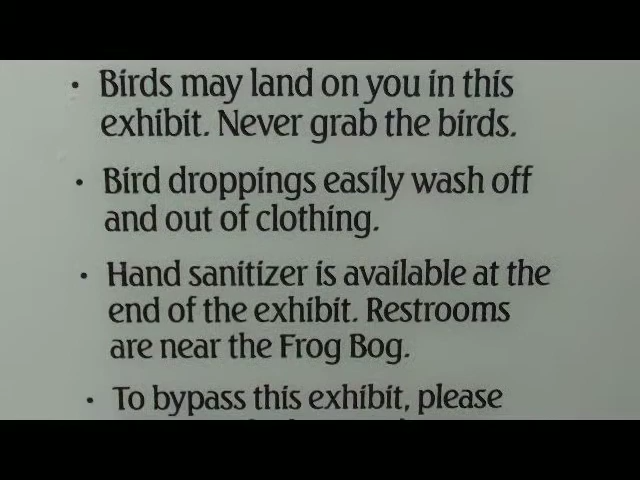 • Birds may land on you in this
exhibit. Never grab the birds.
• Bird droppings easily wash off
and out of clothing.
• Hand sanitizer is available at the
end of the exhibit. Restrooms
are near the Frog Bog.
• To bypass this exhibit, please